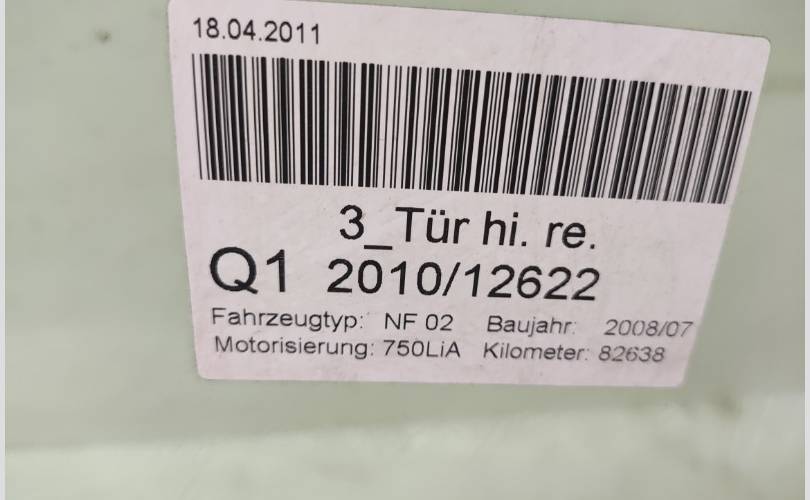 18.04.2011
3_Tür hi. re.
Q1 2010/12622
Fahrzeugtyp: NF 02 Baujahr: 2008/07
Motorisierung: 750LiA Kilometer: 82638